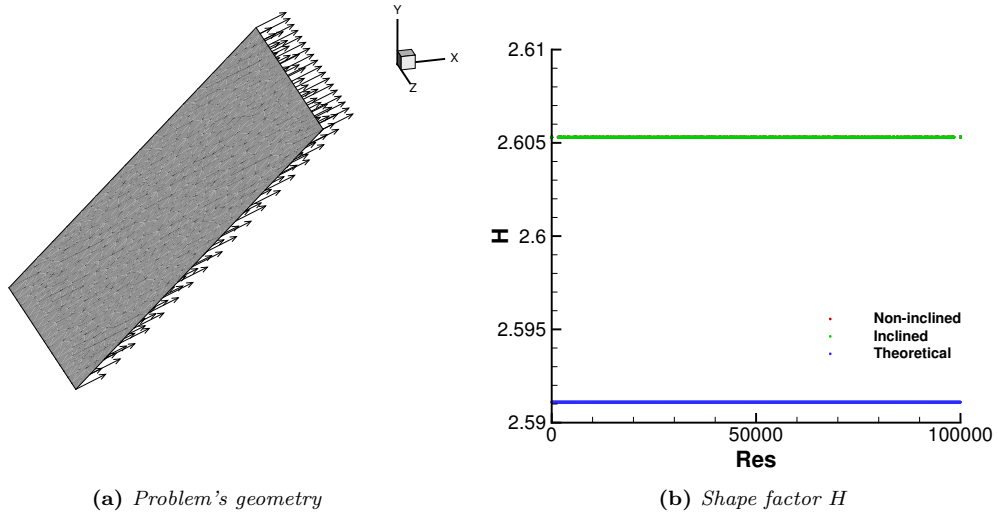 Y
X
Z
2.61
2.605
2.6
2.595
2.59
H
Non-inclined
Inclined
Theoretical
0 50000 100000
Res
(a) Problem's geometry
(b) Shape factor H